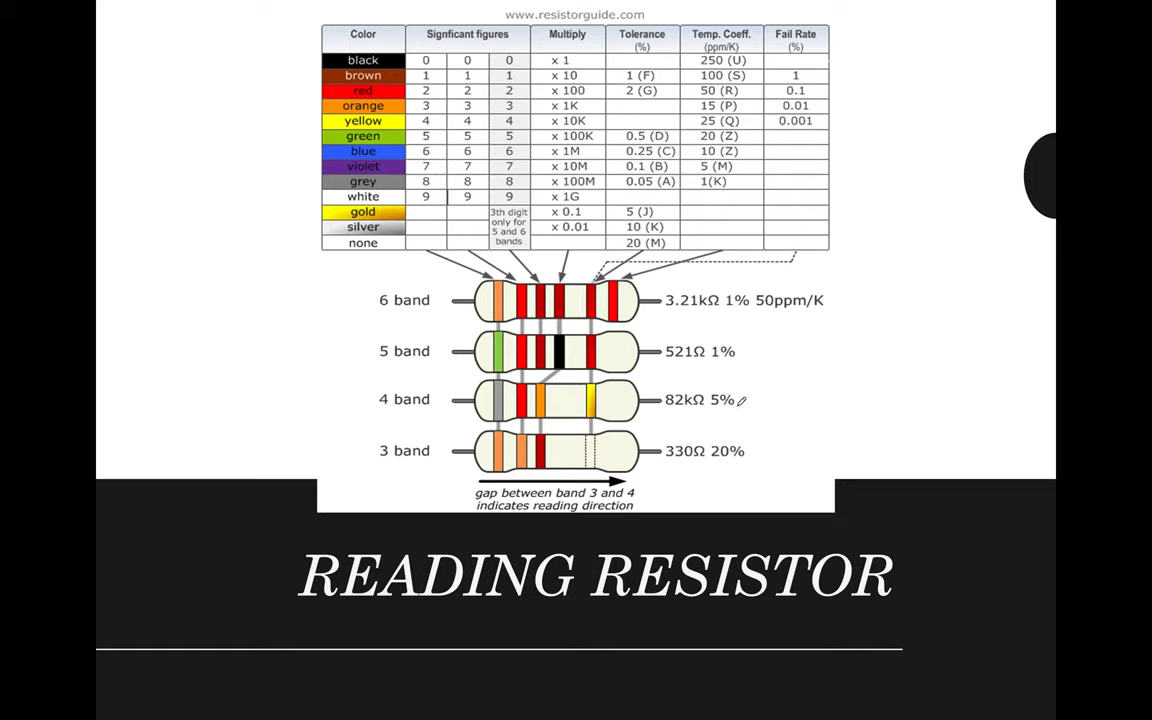 www.resistorguide.com
Color Signficant figures Multiply Tolerance (%) Temp. Coeff. (ppm/K) Fail Rate (%)
black 0 0 0 x 1 250 (U)
brown 1 1 1 x 10 1 (F) 100 (S) 1
red 2 2 2 x 100 2 (G) 50 (R) 0.1
orange 3 3 3 x 1K 15 (P) 0.01
yellow 4 4 4 x 10K 25 (Q) 0.001
green 5 5 5 x 100K 0.5 (D) 20 (Z)
blue 6 6 6 x 1M 0.25 (C) 10 (Z)
violet 7 7 7 x 10M 0.1 (B) 5 (M)
grey 8 8 8 x 100M 0.05 (A) 1(K)
white 9 9 9 x 1G
gold 3th digit only for 5 and 6 bands x 0.1 5 (J)
silver x 0.01 10 (K)
none 20 (M)
6 band 3.21kΩ 1% 50ppm/K
5 band 521Ω 1%
4 band 82kΩ 5%
3 band 330Ω 20%
gap between band 3 and 4
indicates reading direction
READING RESISTOR